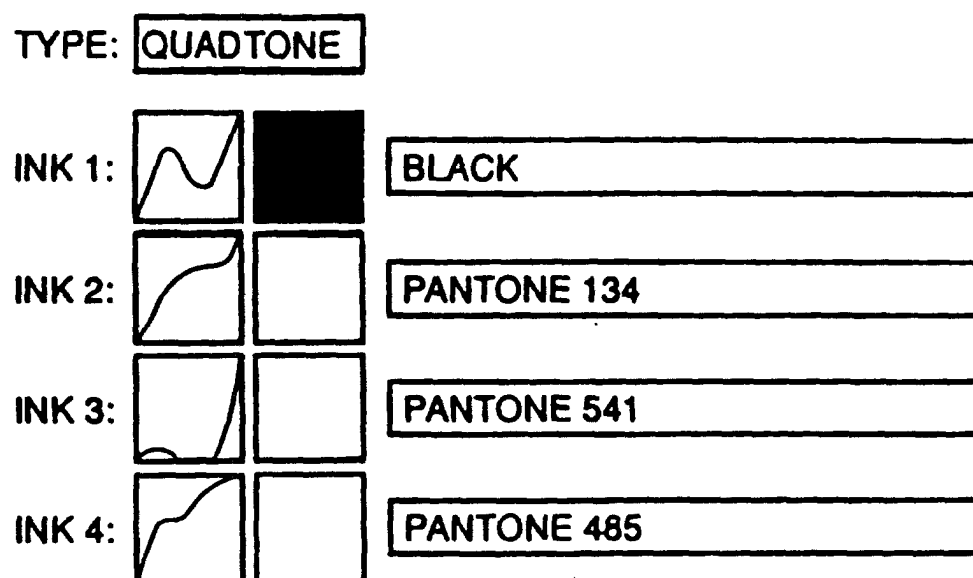 TYPE: QUADTONE
INK 1: BLACK
INK 2: PANTONE 134
INK 3: PANTONE 541
INK 4: PANTONE 485